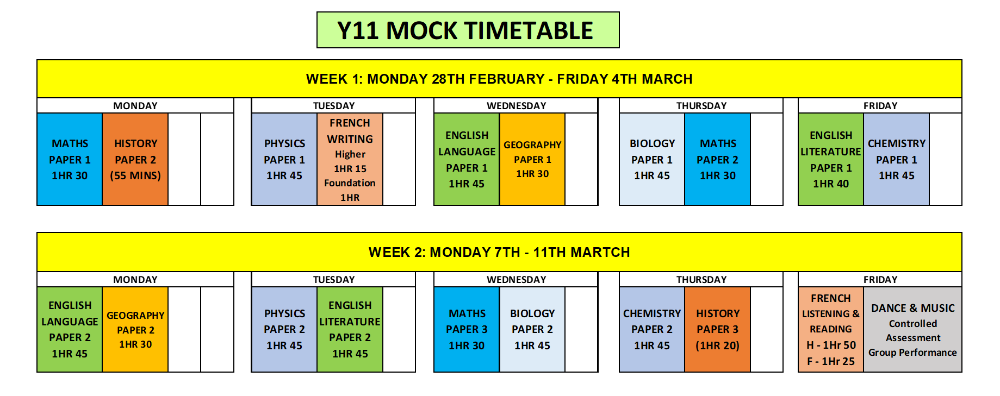 Y11 MOCK TIMETABLE
WEEK 1: MONDAY 28TH FEBRUARY - FRIDAY 4TH MARCH
MONDAY
TUESDAY
WEDNESDAY
THURSDAY
FRIDAY
MATHS
PAPER 1
1HR 30
HISTORY
PAPER 2
(55 MINS)
PHYSICS
PAPER 1
1HR 45
FRENCH
WRITING
Higher
1HR 15
Foundation
1HR
ENGLISH
LANGUAGE
PAPER 1
1HR 45
GEOGRAPHY
PAPER 1
1HR 30
BIOLOGY
PAPER 1
1HR 45
MATHS
PAPER 2
1HR 30
ENGLISH
LITERATURE
PAPER 1
1HR 40
CHEMISTRY
PAPER 1
1HR 45
WEEK 2: MONDAY 7TH - 11TH MARTCH
MONDAY
TUESDAY
WEDNESDAY
THURSDAY
FRIDAY
ENGLISH
LANGUAGE
PAPER 2
1HR 45
GEOGRAPHY
PAPER 2
1HR 30
PHYSICS
PAPER 2
1HR 45
ENGLISH
LITERATURE
PAPER 2
1HR 45
MATHS
PAPER 3
1HR 30
BIOLOGY
PAPER 2
1HR 45
CHEMISTRY
PAPER 2
1HR 45
HISTORY
PAPER 3
(1HR 20)
FRENCH
LISTENING &
READING
H - 1Hr 50
F - 1Hr 25
DANCE & MUSIC
Controlled
Assessment
Group Performance